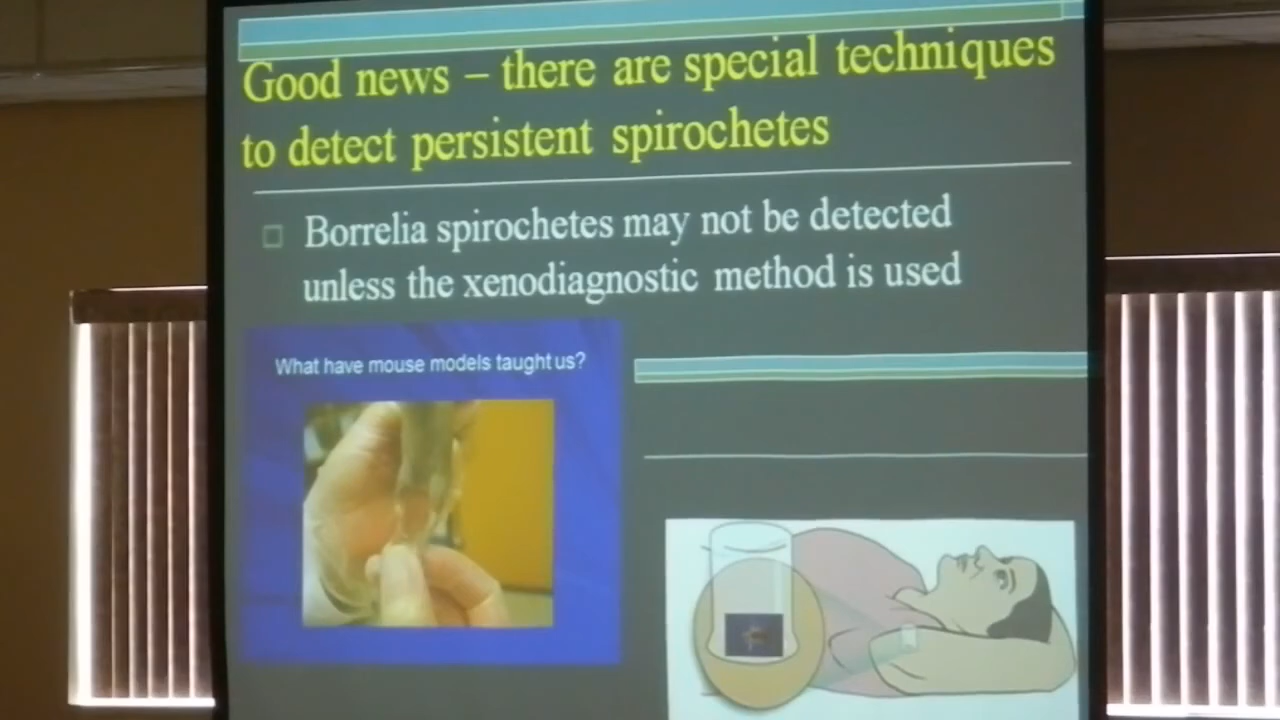 Good news – there are special techniques
to detect persistent spirochetes
Borrelia spirochetes may not be detected
unless the xenodiagnostic method is used
What have mouse models taught us?